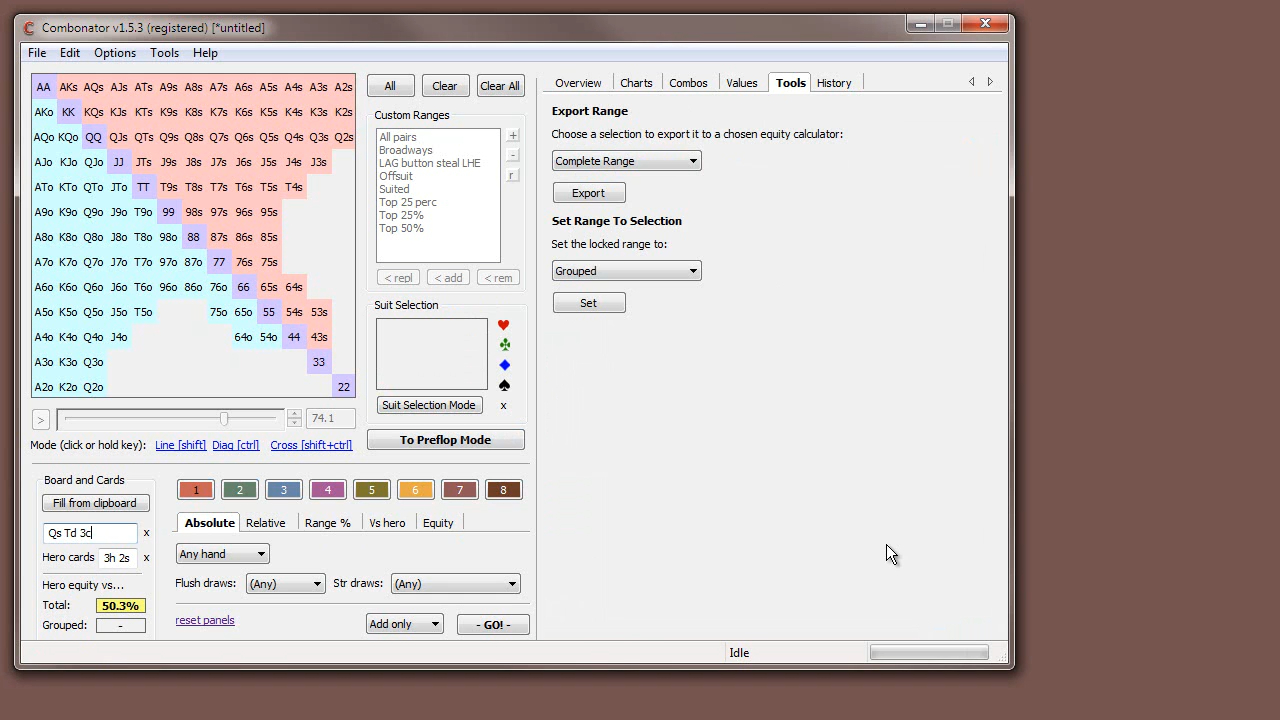 Combonator v1.5.3 (registered) [*untitled]
File Edit Options Tools Help
AA AKs AQs AJs ATs A9s A8s A7s A6s A5s A4s A3s A2s
AKo KK KQs KJs KTs K9s K8s K7s K6s K5s K4s K3s K2s
AQo KQo QQ QJs QTs Q9s Q8s Q7s Q6s Q5s Q4s Q3s Q2s
AJo KJo QJo JJ JTs J9s J8s J7s J6s J5s J4s J3s
ATo KTo QTo JTo TT T9s T8s T7s T6s T5s T4s
A9o K9o Q9o J9o T9o 99 98s 97s 96s 95s
A8o K8o Q8o J8o T8o 98o 88 87s 86s 85s
A7o K7o Q7o J7o T7o 97o 87o 77 76s 75s
A6o K6o Q6o J6o T6o 96o 86o 76o 66 65s 64s
A5o K5o Q5o J5o T5o 75o 65o 55 54s 53s
A4o K4o Q4o J4o 64o 54o 44 43s
A3o K3o Q3o 33
A2o K2o Q2o 22
> 74.1
Mode (click or hold key): Line [shift] Diag [ctrl] Cross [shift+ctrl]
All Clear Clear All
Custom Ranges
All pairs
Broadways
LAG button steal LHE
Offsuit
Suited
Top 25 perc
Top 25%
Top 50%
+
-
r
< repl < add < rem
Suit Selection
Suit Selection Mode x
To Preflop Mode
Board and Cards
Fill from clipboard
Qs Td 3c x
Hero cards 3h 2s x
Hero equity vs...
Total: 50.3%
Grouped: -
1 2 3 4 5 6 7 8
Absolute Relative Range % Vs hero Equity
Any hand
Flush draws: (Any) Str draws: (Any)
reset panels Add only - GO! -
Overview Charts Combos Values Tools History
Export Range
Choose a selection to export it to a chosen equity calculator:
Complete Range
Export
Set Range To Selection
Set the locked range to:
Grouped
Set
Idle